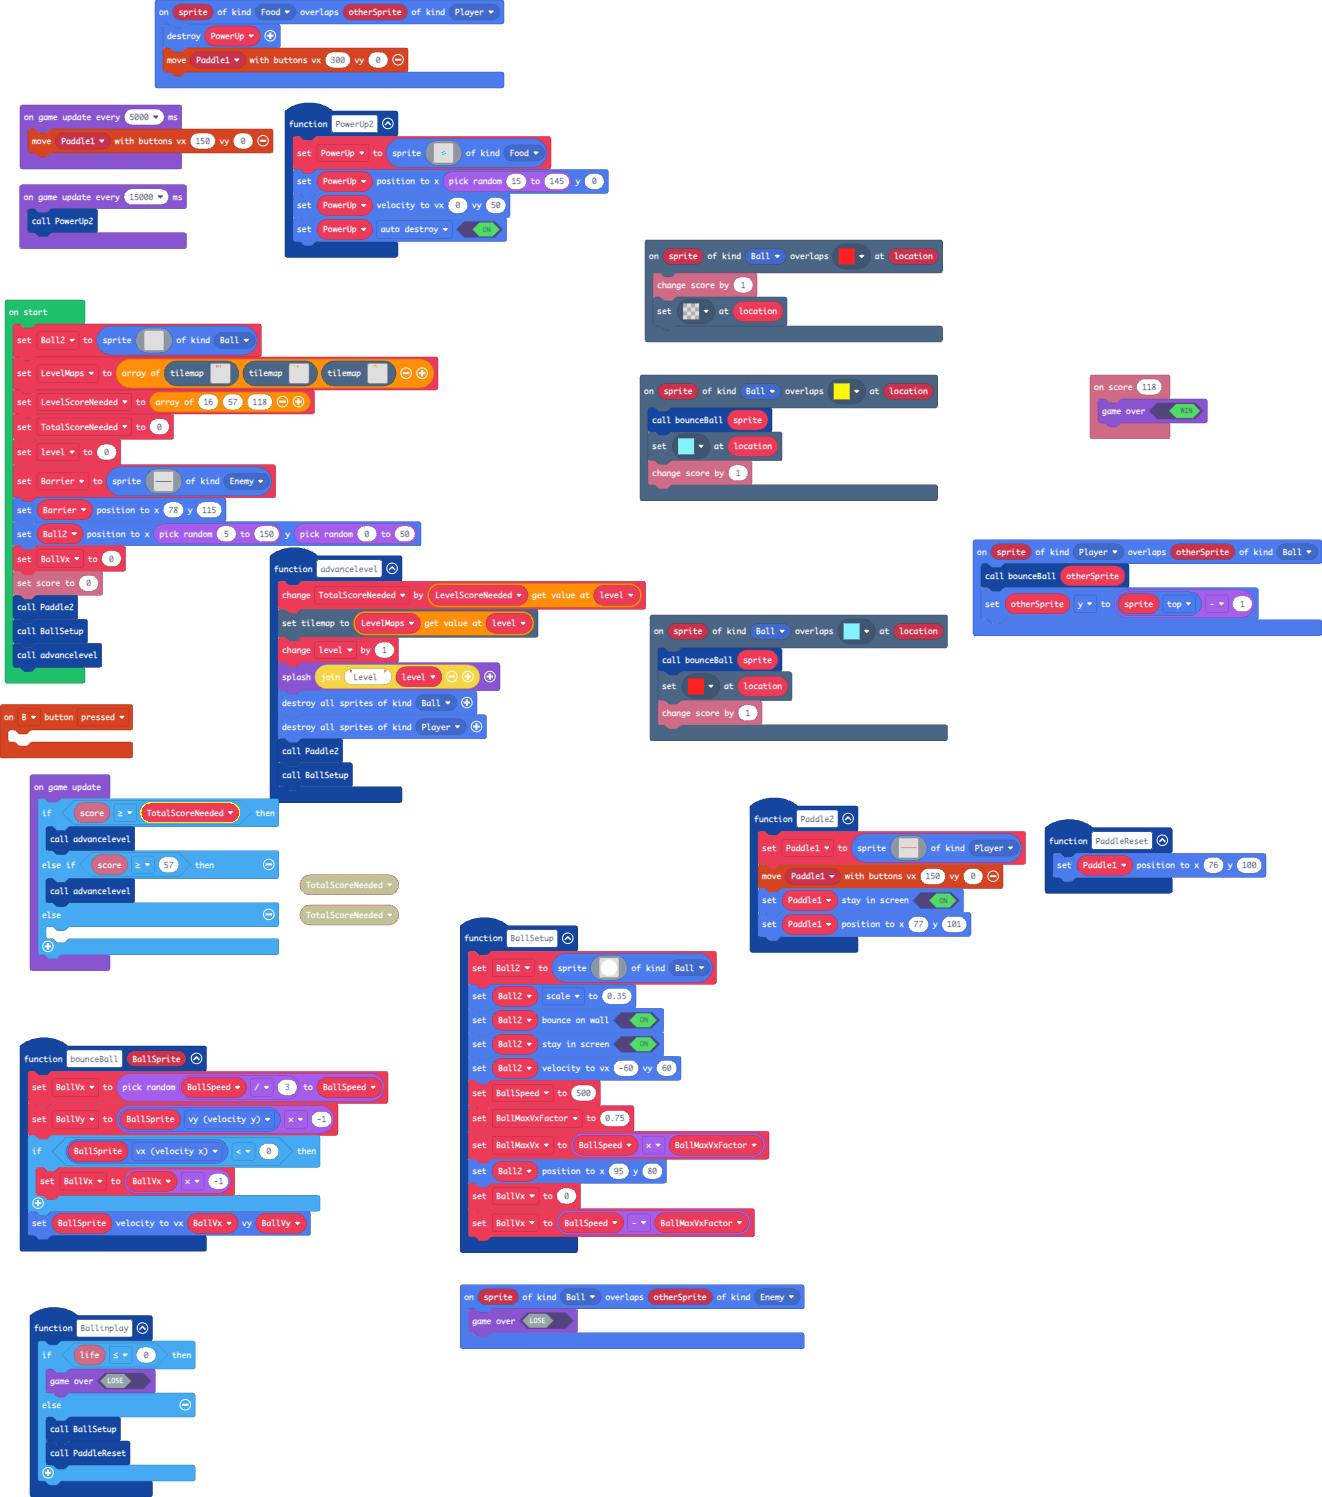 on sprite of kind Food overlaps otherSprite of kind Player
destroy PowerUp
move Paddle1 with buttons vx 300 vy 0
on game update every 5000 ms
move Paddle1 with buttons vx 150 vy 0
on game update every 15000 ms
call PowerUp2
function PowerUp2
set PowerUp to sprite of kind Food
set PowerUp position to x pick random 15 to 145 y 0
set PowerUp velocity to vx 0 vy 50
set PowerUp auto destroy ON
on sprite of kind Ball overlaps at location
change score by 1
set at location
on start
set Ball2 to sprite of kind Ball
set LevelMaps to array of tilemap tilemap tilemap
set LevelScoreNeeded to array of 16 57 118
set TotalScoreNeeded to 0
set level to 0
set Barrier to sprite of kind Enemy
set Barrier position to x 78 y 115
set Ball2 position to x pick random 5 to 150 y pick random 0 to 50
set BallVx to 0
set score to 0
call Paddle2
call BallSetup
call advancelevel
on sprite of kind Ball overlaps at location
call bounceBall sprite
set at location
change score by 1
on score 118
game over WIN
function advancelevel
change TotalScoreNeeded by LevelScoreNeeded get value at level
set tilemap to LevelMaps get value at level
change level by 1
splash join Level level
destroy all sprites of kind Ball
destroy all sprites of kind Player
call Paddle2
call BallSetup
on sprite of kind Player overlaps otherSprite of kind Ball
call bounceBall otherSprite
set otherSprite y to sprite top - 1
on sprite of kind Ball overlaps at location
call bounceBall sprite
set at location
change score by 1
on B button pressed
on game update
if score ≥ TotalScoreNeeded then
call advancelevel
else if score ≥ 57 then
call advancelevel
else
TotalScoreNeeded
TotalScoreNeeded
function Paddle2
set Paddle1 to sprite of kind Player
move Paddle1 with buttons vx 150 vy 0
set Paddle1 stay in screen ON
set Paddle1 position to x 77 y 101
function PaddleReset
set Paddle1 position to x 76 y 100
function BallSetup
set Ball2 to sprite of kind Ball
set Ball2 scale to 0.35
set Ball2 bounce on wall ON
set Ball2 stay in screen ON
set Ball2 velocity to vx -60 vy 60
set BallSpeed to 500
set BallMaxVxFactor to 0.75
set BallMaxVx to BallSpeed × BallMaxVxFactor
set Ball2 position to x 95 y 80
set BallVx to 0
set BallVx to BallSpeed - BallMaxVxFactor
function bounceBall BallSprite
set BallVx to pick random BallSpeed / 3 to BallSpeed
set BallVy to BallSprite vy (velocity y) × -1
if BallSprite vx (velocity x) < 0 then
set BallVx to BallVx × -1
set BallSprite velocity to vx BallVx vy BallVy
on sprite of kind Ball overlaps otherSprite of kind Enemy
game over LOSE
function Ballinplay
if life ≤ 0 then
game over LOSE
else
call BallSetup
call PaddleReset